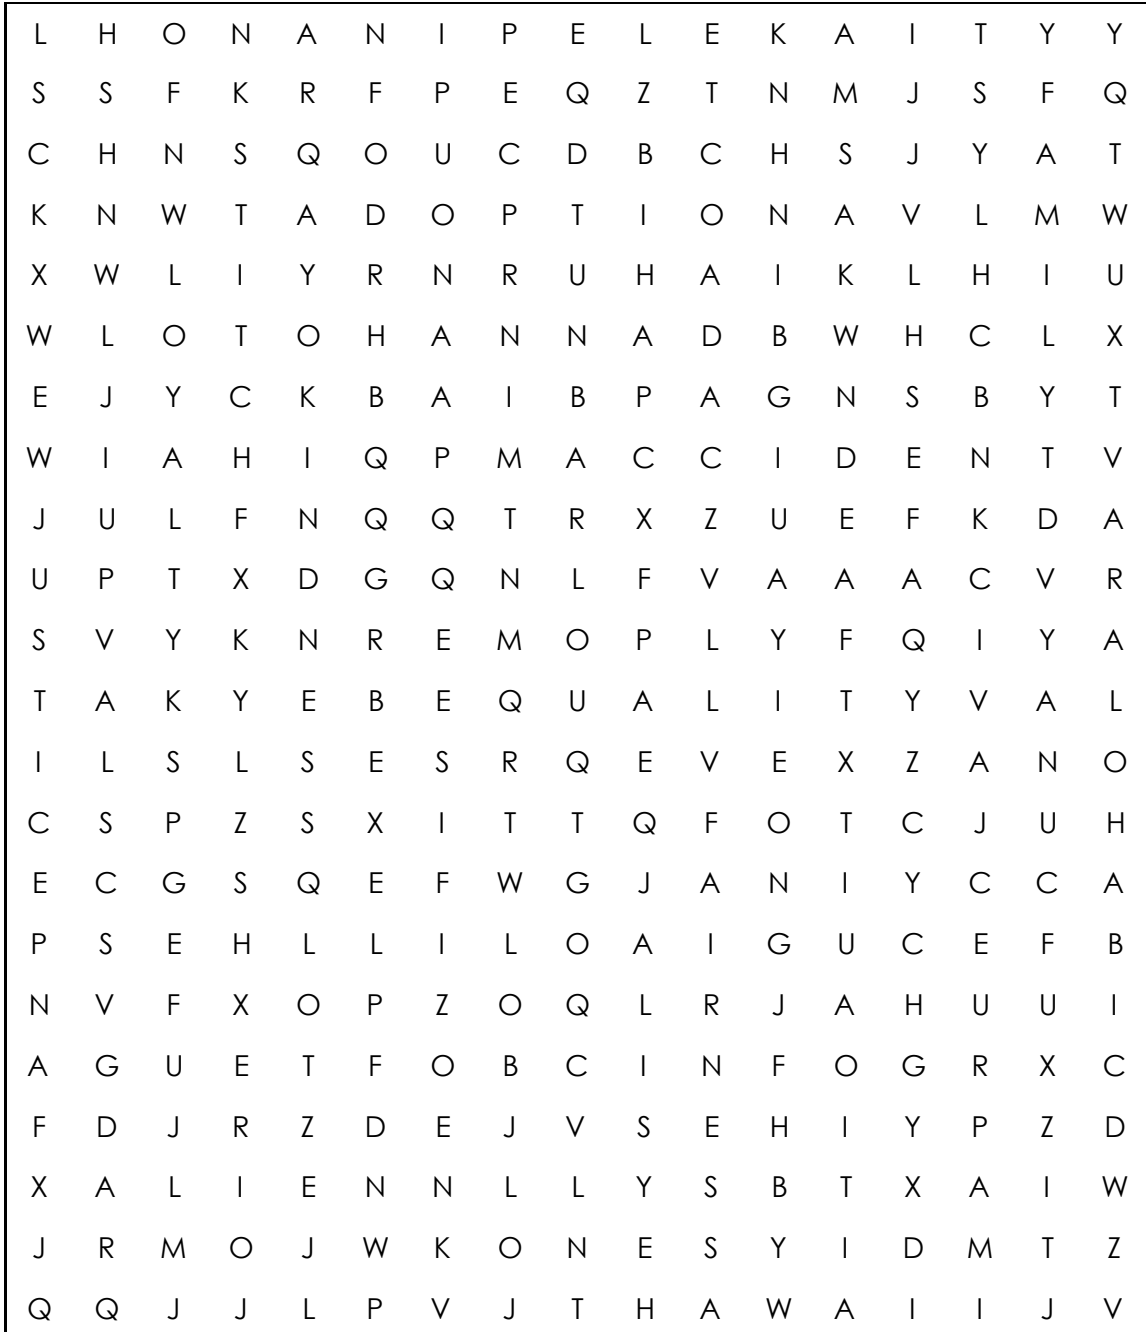 L H O N A N I P E L E K A I T Y Y
S S F K R F P E Q Z T N M J S F Q
C H N S Q O U C D B C H S J Y A T
K N W T A D O P T I O N A V L M W
X W L I Y R N R U H A I K L H I U
W L O T O H A N N A D B W H C L X
E J Y C K B A I B P A G N S B Y T
W I A H I Q P M A C C I D E N T V
J U L F N Q Q T R X Z U E F K D A
U P T X D G Q N L F V A A A C V R
S V Y K N R E M O P L Y F Q I Y A
T A K Y E B E Q U A L I T Y V A L
I L S L S E S R Q E V E X Z A N O
C S P Z S X I T T Q F O T C J U H
E C G S Q E F W G J A N I Y C C A
P S E H L L I L O A I G U C E F B
N V F X O P Z O Q L R J A H U U I
A G U E T F O B C I N F O G R X C
F D J R Z D E J V S E H I Y P Z D
X A L I E N N L L Y S B T X A I W
J R M O J W K O N E S Y I D M T Z
Q Q J J L P V J T H A W A I I J V